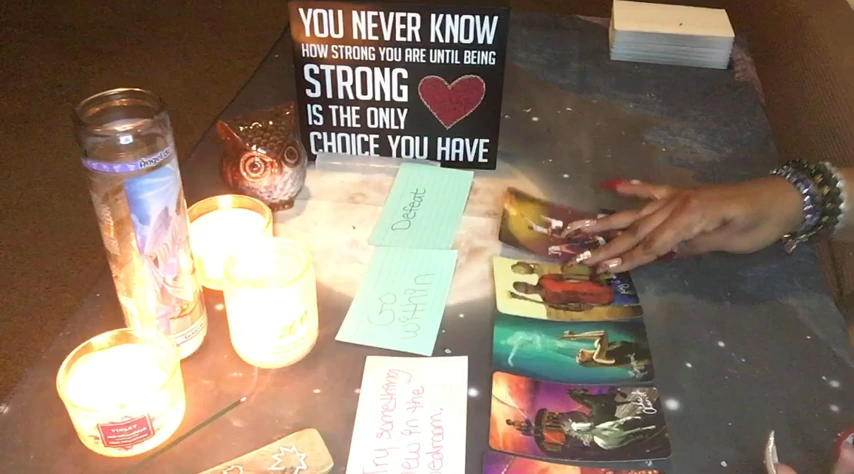 YOU NEVER KNOW
HOW STRONG YOU ARE UNTIL BEING
STRONG
IS THE ONLY
CHOICE YOU HAVE
Defeat
Go
within
Try something
new in the
bedroom.
VIOLET